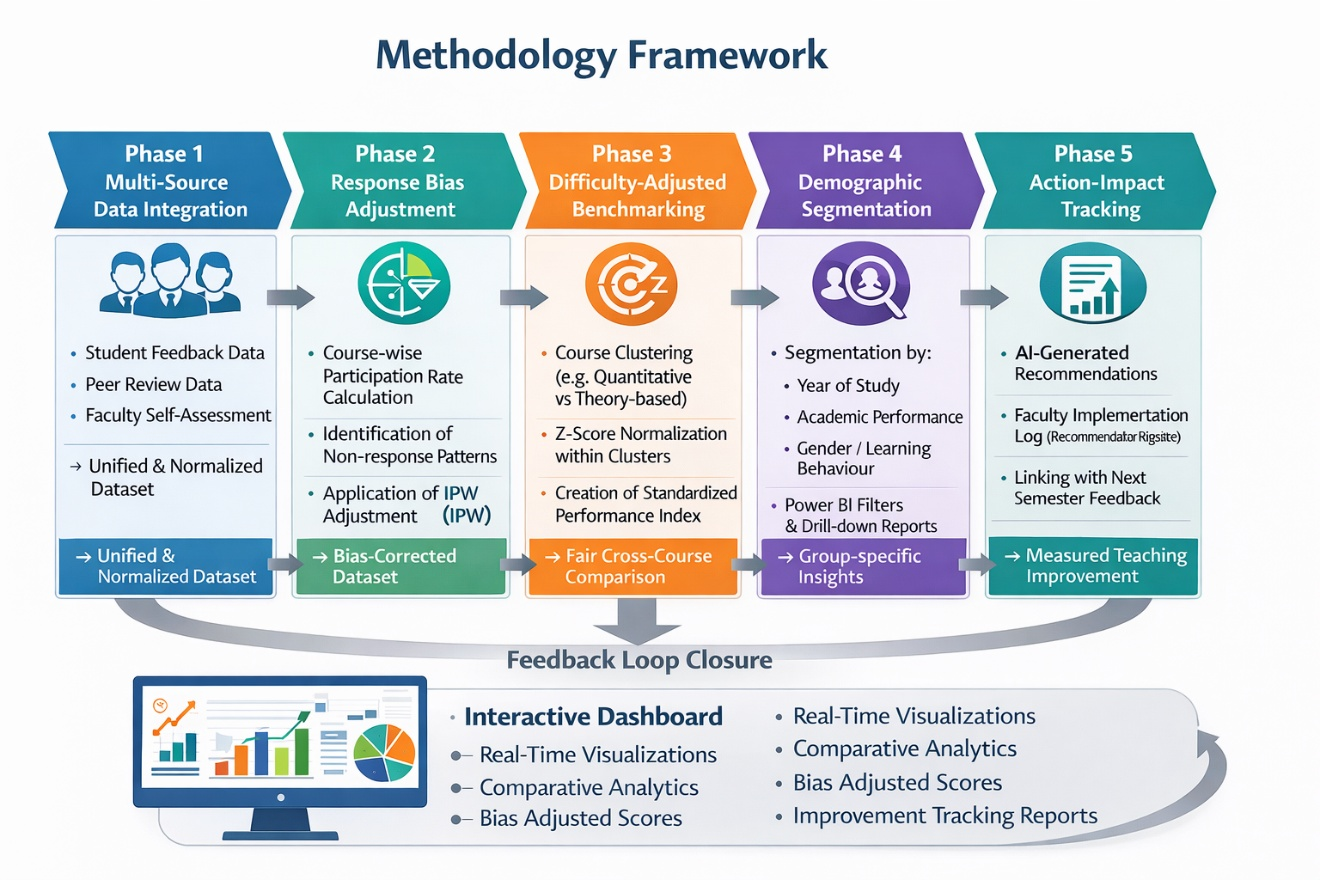 Methodology Framework
Phase 1
Multi-Source
Data Integration
• Student Feedback Data
• Peer Review Data
• Faculty Self-Assessment
→ Unified & Normalized
Dataset
→ Unified &
Normalized Dataset
Phase 2
Response Bias
Adjustment
• Course-wise
Participation Rate
Calculation
• Identification of
Non-response Patterns
• Application of IPW
Adjustment (IPW)
→ Bias-Corrected
Dataset
Phase 3
Difficulty-Adjusted
Benchmarking
Z
• Course Clustering
(e.g. Quantitative
vs Theory-based)
• Z-Score Normalization
within Clusters
• Creation of Standardized
Performance Index
→ Fair Cross-Course
Comparison
Phase 4
Demographic
Segmentation
• Segmentation by:
• Year of Study
• Academic Performance
• Gender / Learning
Behaviour
• Power BI Filters
& Drill-down Reports
→ Group-specific
Insights
Phase 5
Action-Impact
Tracking
• AI-Generated
Recommendations
• Faculty Implemertation
Log (Recommendator Rigsite)
• Linking with Next
Semester Feedback
→ Measured Teaching
Improvement
Feedback Loop Closure
• Interactive Dashboard
Real-Time Visualizations
Comparative Analytics
Bias Adjusted Scores
• Real-Time Visualizations
• Comparative Analytics
• Bias Adjusted Scores
• Improvement Tracking Reports